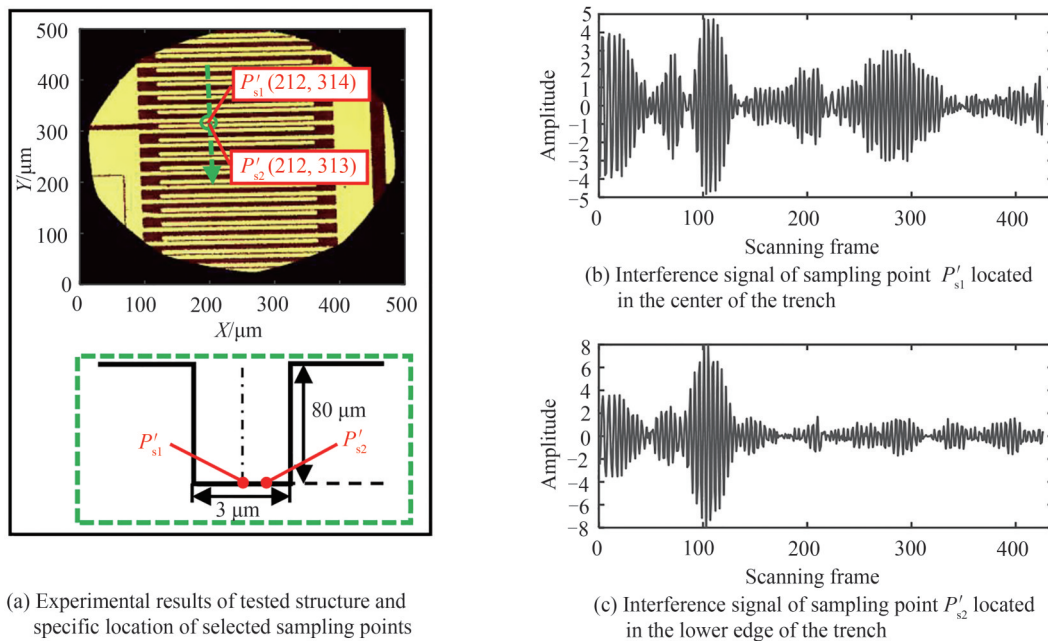 500
400
300
200
100
0
Y/μm
0 100 200 300 400 500
X/μm
P′s1 (212, 314)
P′s2 (212, 313)
80 μm
P′s1
P′s2
3 μm
(a) Experimental results of tested structure and
specific location of selected sampling points
5
4
3
2
1
0
−1
−2
−3
4
5
Amplitude
0 100 200 300 400
Scanning frame
(b) Interference signal of sampling point P′s1 located
in the center of the trench
8
6
4
2
0
−2
−4
−6
−8
Amplitude
0 100 200 300 400
Scanning frame
(c) Interference signal of sampling point P′s2 located
in the lower edge of the trench